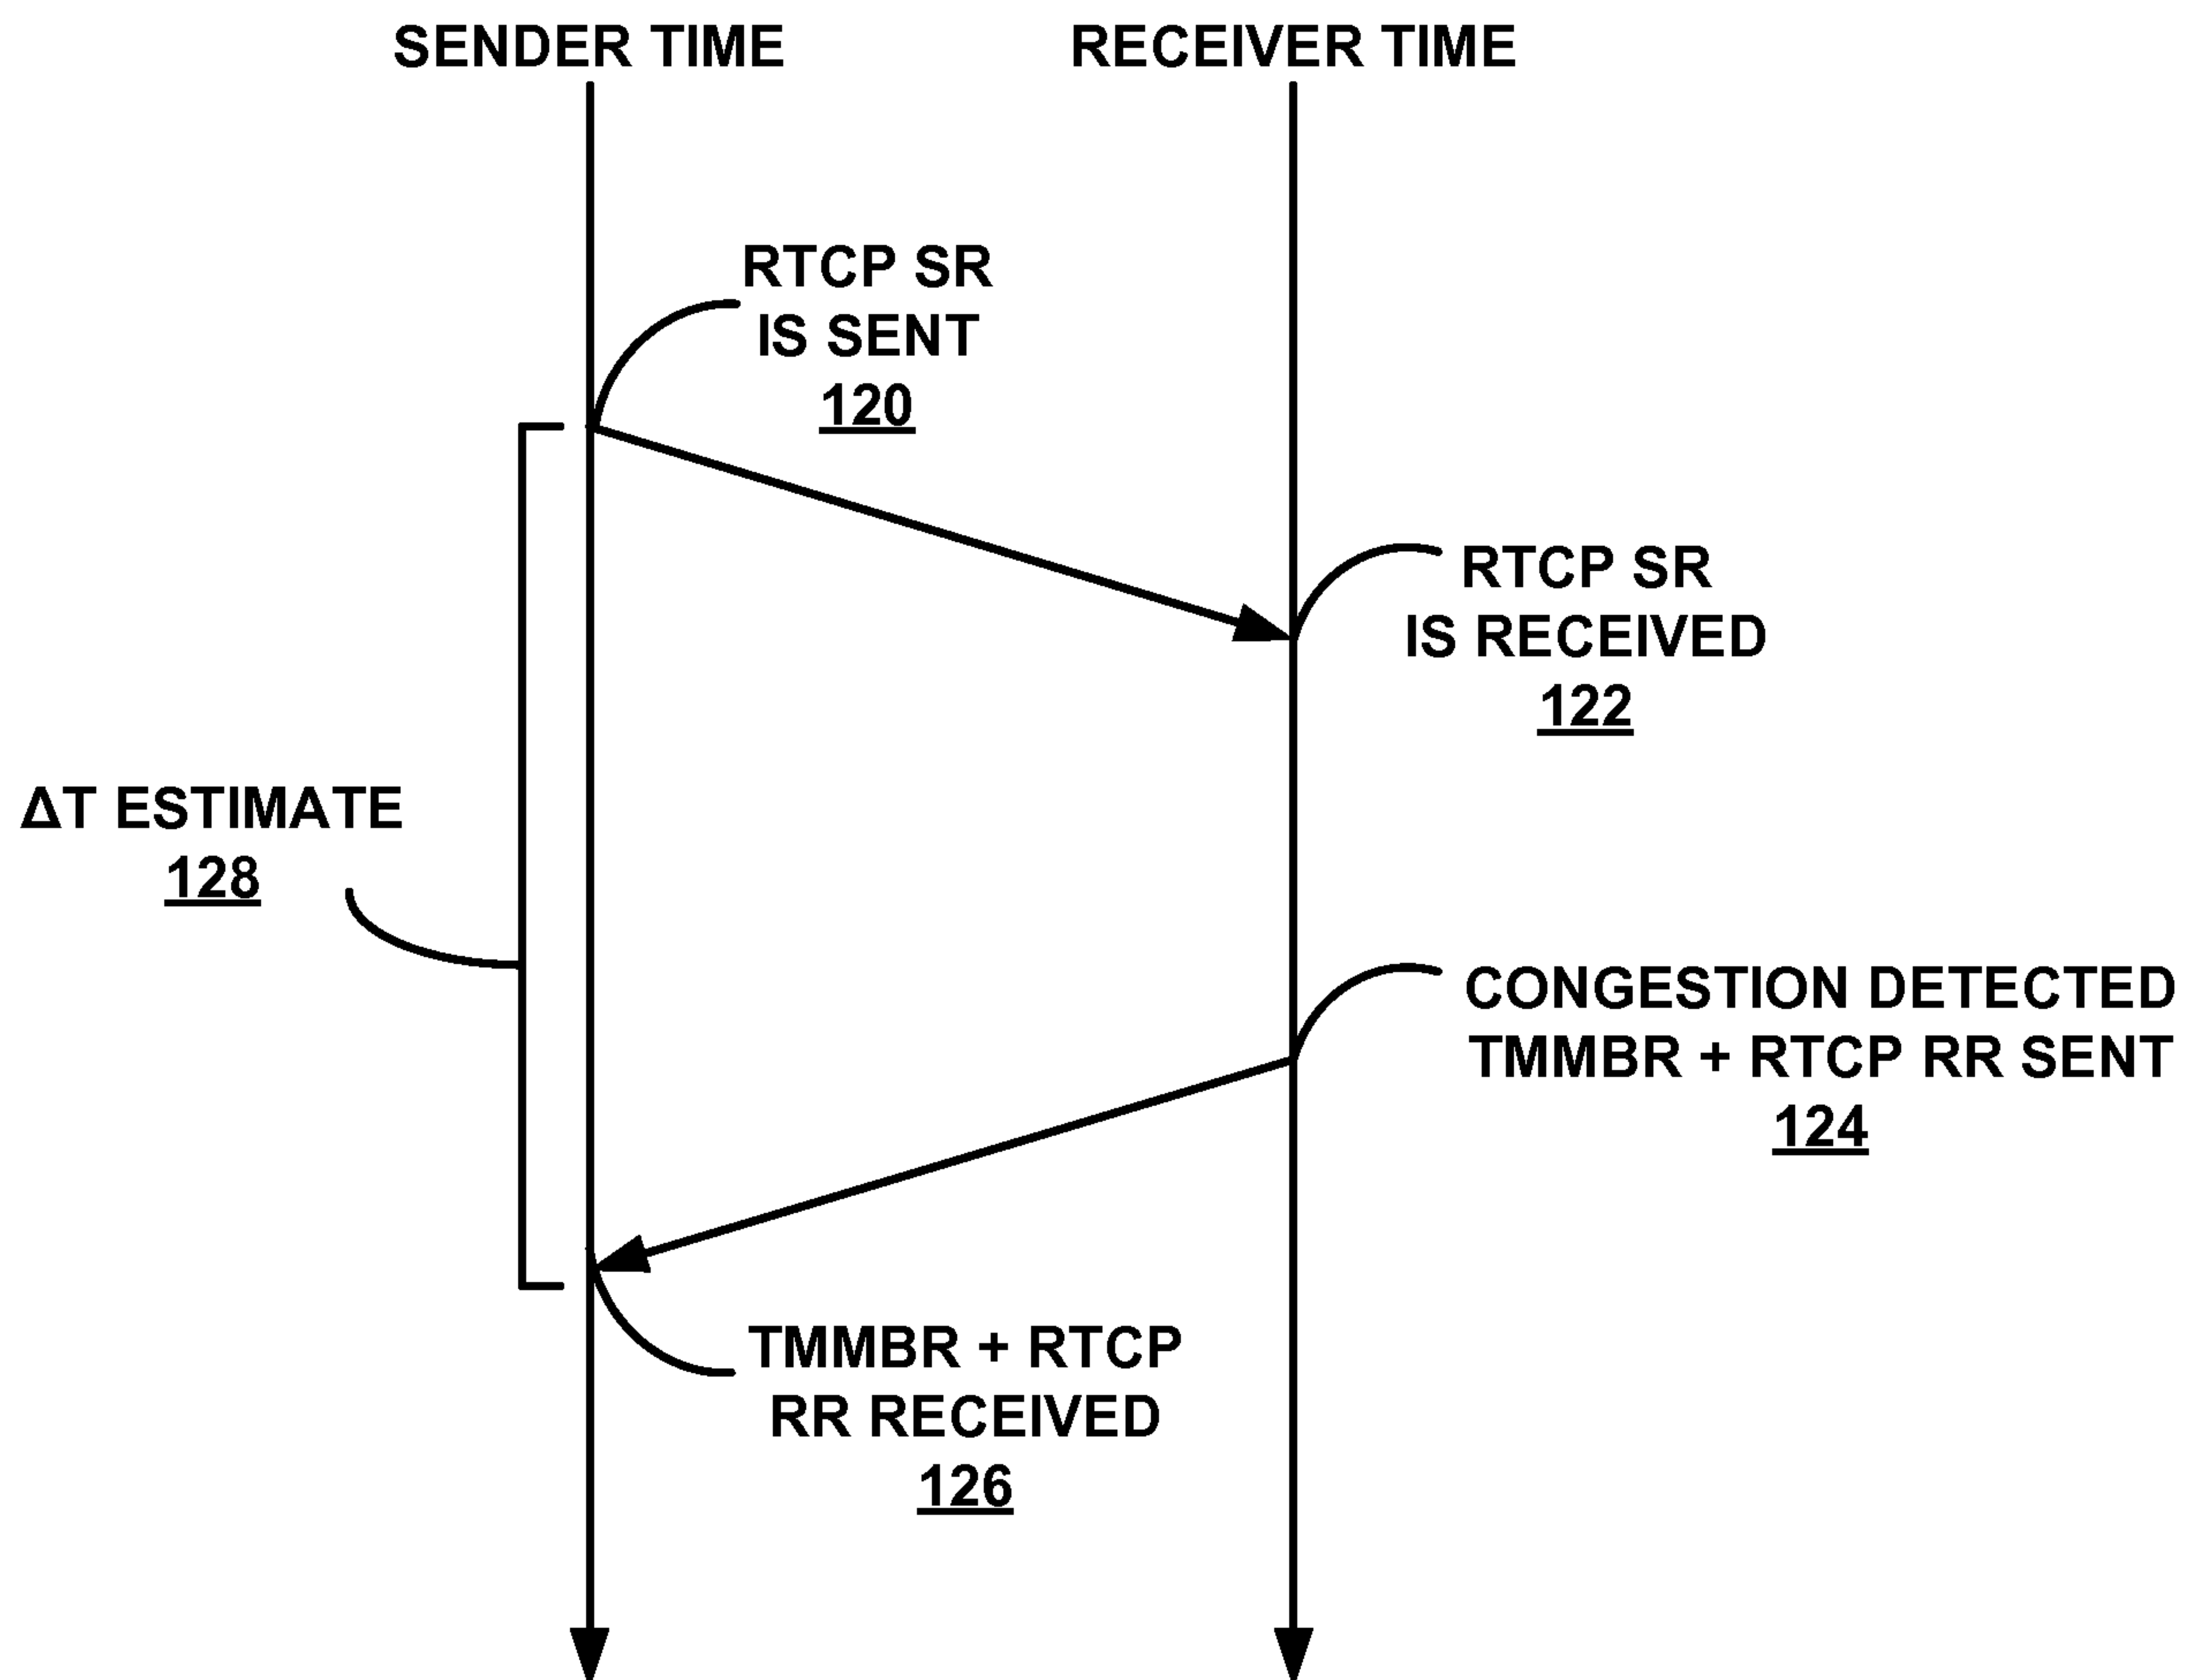 SENDER TIME
RECEIVER TIME
RTCP SR
IS SENT
120
RTCP SR
IS RECEIVED
122
ΔT ESTIMATE
128
CONGESTION DETECTED
TMMBR + RTCP RR SENT
124
TMMBR + RTCP
RR RECEIVED
126